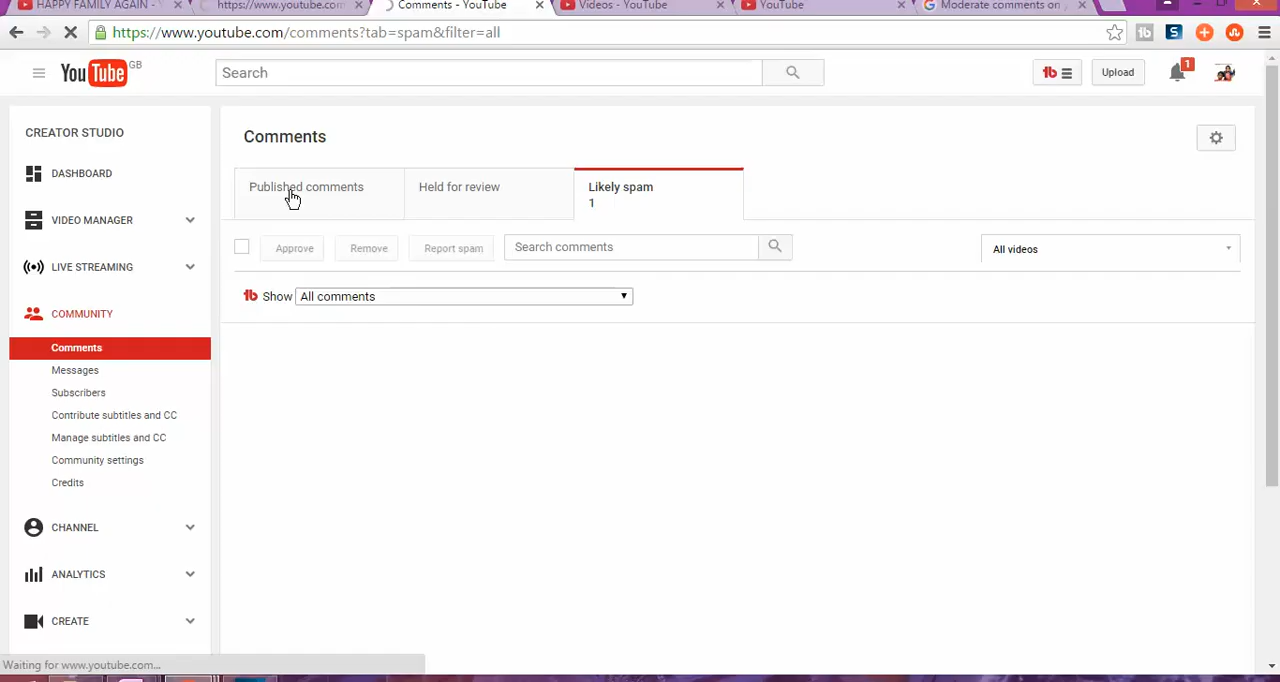 HAPPY FAMILY AGAIN -
https://www.youtube.com/
Comments - YouTube
Videos - YouTube
YouTube
Moderate comments on
https://www.youtube.com/comments?tab=spam&filter=all
YouTube GB
Search
tb
Upload
1
CREATOR STUDIO
DASHBOARD
VIDEO MANAGER
LIVE STREAMING
COMMUNITY
Comments
Messages
Subscribers
Contribute subtitles and CC
Manage subtitles and CC
Community settings
Credits
CHANNEL
ANALYTICS
CREATE
Comments
Published comments
Held for review
Likely spam
1
Approve
Remove
Report spam
Search comments
All videos
tb Show All comments
Waiting for www.youtube.com...